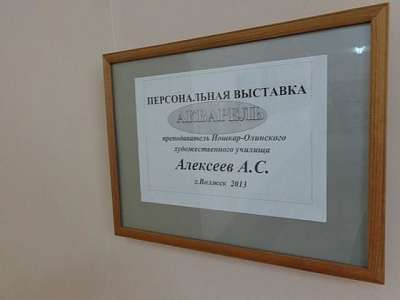 ПЕРСОНАЛЬНАЯ ВЫСТАВКА
АКВАРЕЛЬ
преподаватель Йошкар-Олинского
художественного училища
Алексеев А.С.
г.Волжск 2013